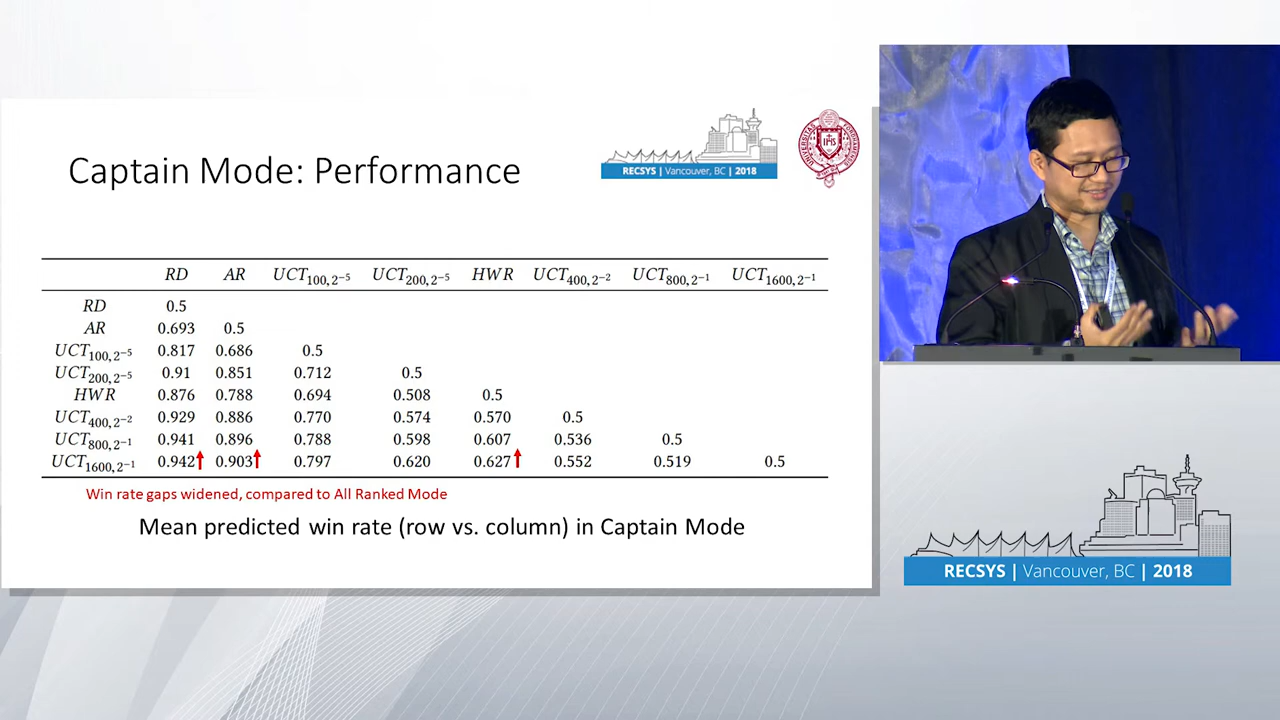 Captain Mode: Performance
RECSYS | Vancouver, BC | 2018
IHS
RD AR UCT100,2−5 UCT200,2−5 HWR UCT400,2−2 UCT800,2−1 UCT1600,2−1
RD 0.5
AR 0.693 0.5
UCT100,2−5 0.817 0.686 0.5
UCT200,2−5 0.91 0.851 0.712 0.5
HWR 0.876 0.788 0.694 0.508 0.5
UCT400,2−2 0.929 0.886 0.770 0.574 0.570 0.5
UCT800,2−1 0.941 0.896 0.788 0.598 0.607 0.536 0.5
UCT1600,2−1 0.942 0.903 0.797 0.620 0.627 0.552 0.519 0.5
Win rate gaps widened, compared to All Ranked Mode
Mean predicted win rate (row vs. column) in Captain Mode
RECSYS | Vancouver, BC | 2018